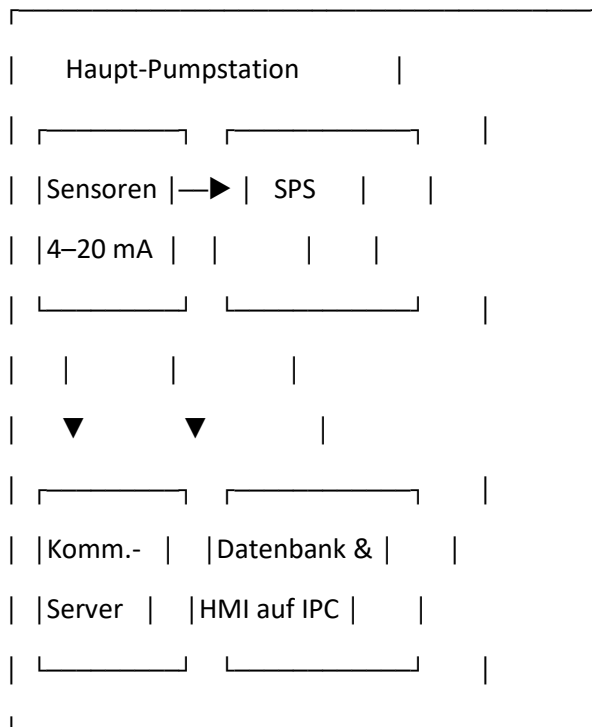 Haupt-Pumpstation
Sensoren SPS
4–20 mA
Komm.- Datenbank &
Server HMI auf IPC